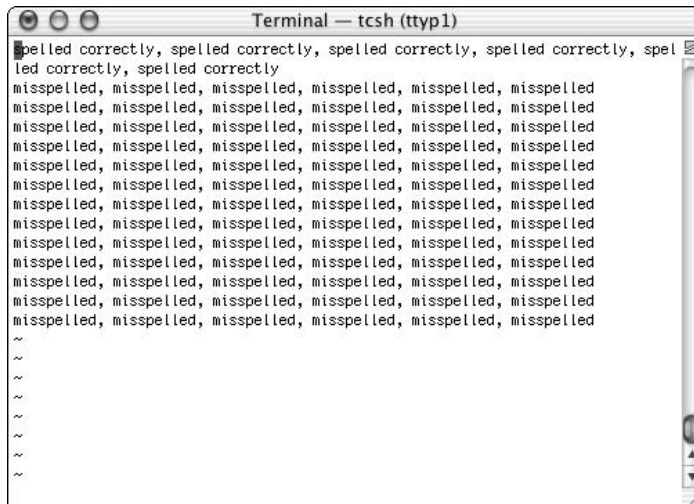 Terminal — tcsh (ttyp1)
spelled correctly, spelled correctly, spelled correctly, spelled correctly, spel
led correctly, spelled correctly
misspelled, misspelled, misspelled, misspelled, misspelled, misspelled
misspelled, misspelled, misspelled, misspelled, misspelled, misspelled
misspelled, misspelled, misspelled, misspelled, misspelled, misspelled
misspelled, misspelled, misspelled, misspelled, misspelled, misspelled
misspelled, misspelled, misspelled, misspelled, misspelled, misspelled
misspelled, misspelled, misspelled, misspelled, misspelled, misspelled
misspelled, misspelled, misspelled, misspelled, misspelled, misspelled
misspelled, misspelled, misspelled, misspelled, misspelled, misspelled
misspelled, misspelled, misspelled, misspelled, misspelled, misspelled
misspelled, misspelled, misspelled, misspelled, misspelled, misspelled
misspelled, misspelled, misspelled, misspelled, misspelled, misspelled
misspelled, misspelled, misspelled, misspelled, misspelled, misspelled
misspelled, misspelled, misspelled, misspelled, misspelled, misspelled
~
~
~
~
~
~
~
~